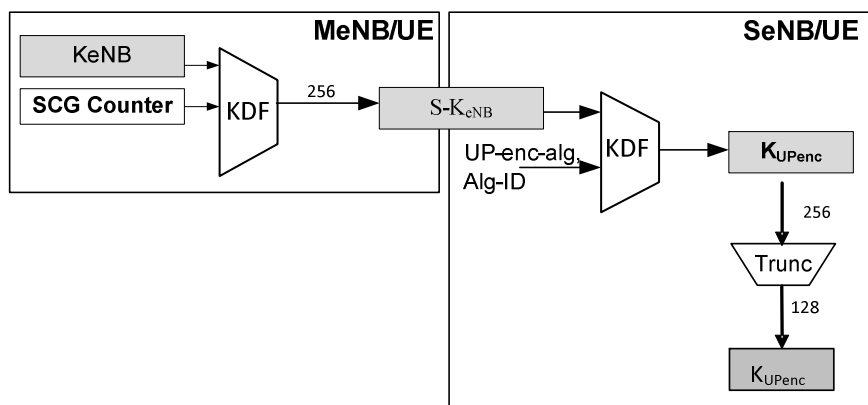 MeNB/UE
KeNB
SCG Counter
KDF
256
S-KeNB
SeNB/UE
UP-enc-alg,
Alg-ID
KDF
KUPenc
256
Trunc
128
KUPenc